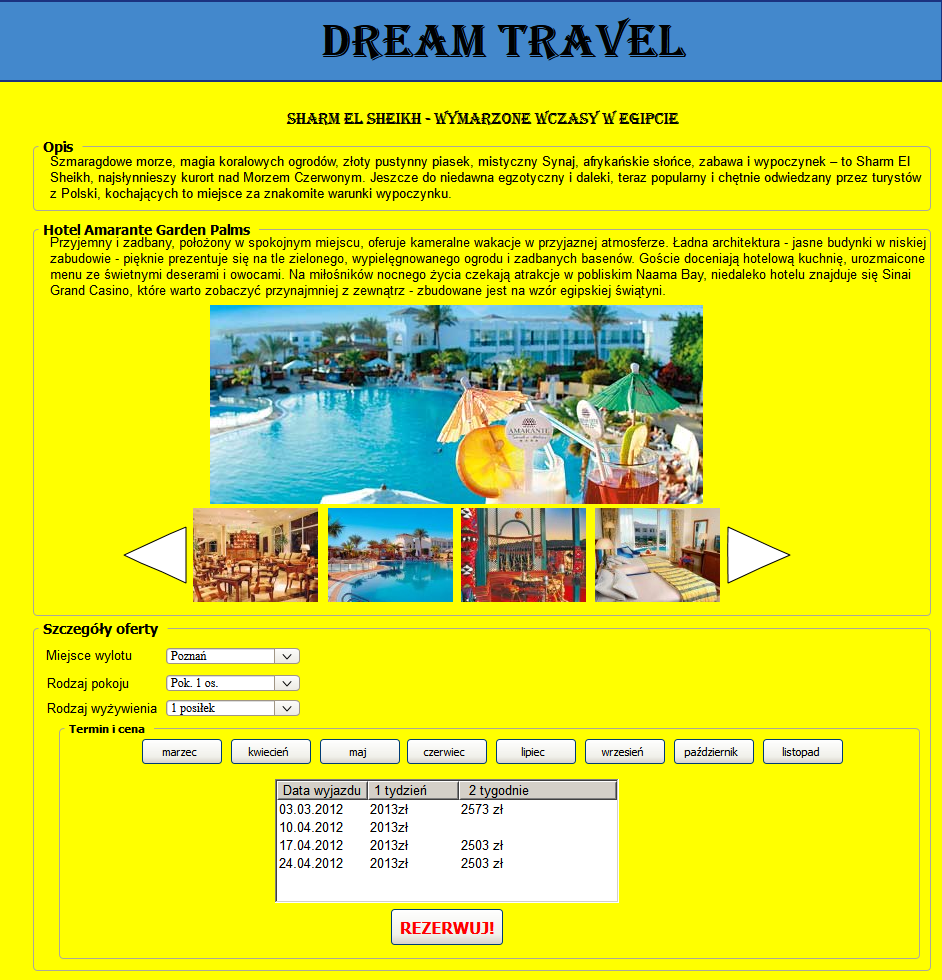 DREAM TRAVEL
SHARM EL SHEIKH - WYMARZONE WCZASY W EGIPCIE
Opis
Szmaragdowe morze, magia koralowych ogrodów, złoty pustynny piasek, mistyczny Synaj, afrykańskie słońce, zabawa i wypoczynek – to Sharm El
Sheikh, najsłynnieszy kurort nad Morzem Czerwonym. Jeszcze do niedawna egzotyczny i daleki, teraz popularny i chętnie odwiedzany przez turystów
z Polski, kochających to miejsce za znakomite warunki wypoczynku.
Hotel Amarante Garden Palms
Przyjemny i zadbany, położony w spokojnym miejscu, oferuje kameralne wakacje w przyjaznej atmosferze. Ładna architektura - jasne budynki w niskiej
zabudowie - pięknie prezentuje się na tle zielonego, wypielęgnowanego ogrodu i zadbanych basenów. Goście doceniają hotelową kuchnię, urozmaicone
menu ze świetnymi deserami i owocami. Na miłośników nocnego życia czekają atrakcje w pobliskim Naama Bay, niedaleko hotelu znajduje się Sinai
Grand Casino, które warto zobaczyć przynajmniej z zewnątrz - zbudowane jest na wzór egipskiej świątyni.
AMARANTE
Szczegóły oferty
Miejsce wylotu Poznań
Rodzaj pokoju Pok. 1 os.
Rodzaj wyżywienia 1 posiłek
Termin i cena
marzec kwiecień maj czerwiec lipiec wrzesień październik listopad
Data wyjazdu 1 tydzień 2 tygodnie
03.03.2012 2013zł 2573 zł
10.04.2012 2013zł
17.04.2012 2013zł 2503 zł
24.04.2012 2013zł 2503 zł
REZERWUJ!